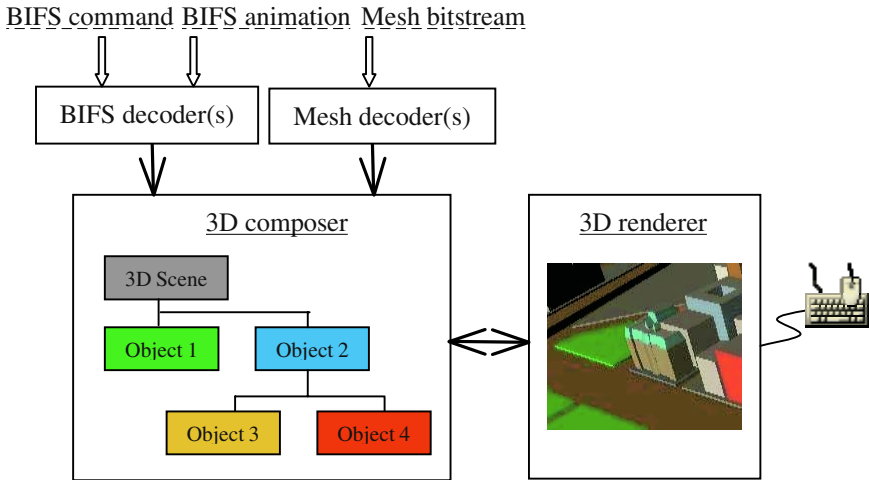 BIFS command BIFS animation Mesh bitstream
BIFS decoder(s)
Mesh decoder(s)
3D composer
3D renderer
3D Scene
Object 1
Object 2
Object 3
Object 4